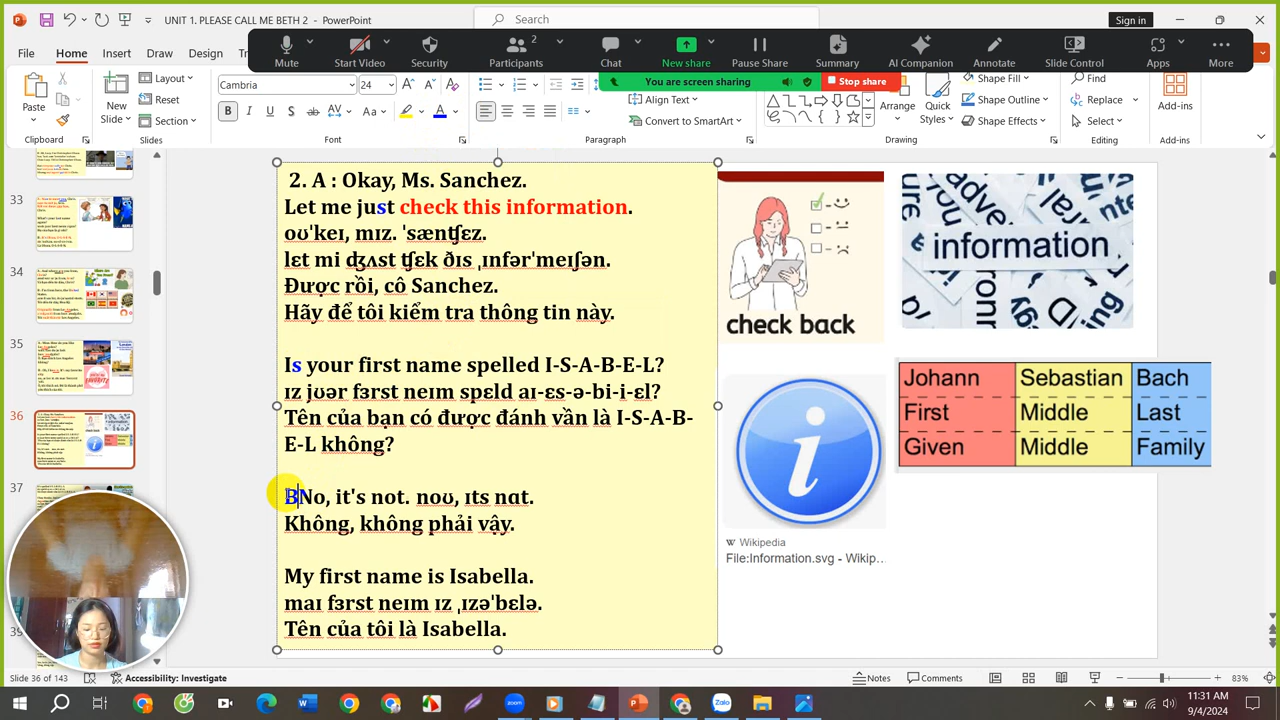 UNIT 1. PLEASE CALL ME BETH 2 - PowerPoint
Search
Sign in
File
Home
Insert
Draw
Design
Mute
Start Video
Security
Participants
2
Chat
New share
Pause Share
Summary
AI Companion
Annotate
Slide Control
Apps
More
You are screen sharing
Stop share
Paste
New Slide
Layout
Reset
Section
Cambria
24
Align Text
Convert to SmartArt
Arrange
Quick Styles
Shape Fill
Shape Outline
Shape Effects
Find
Replace
Select
Add-ins
Clipboard
Slides
Font
Paragraph
Drawing
Editing
Add-ins
33
34
35
36
37
39
2. A : Okay, Ms. Sanchez.
Let me just check this information.
oʊˈkeɪ, mɪz. ˈsænʧɛz.
lɛt mi ʤʌst ʧɛk ðɪs ˌɪnfərˈmeɪʃən.
Được rồi, cô Sanchez.
Hãy để tôi kiểm tra thông tin này.
Is your first name spelled I-S-A-B-E-L?
ɪz jʊər fɜrst neɪm spɛld aɪ-ɛs-ə-bi-i-ɛl?
Tên của bạn có được đánh vần là I-S-A-B-
E-L không?
BNo, it's not. noʊ, ɪts nɑt.
Không, không phải vậy.
My first name is Isabella.
maɪ fɜrst neɪm ɪz ˌɪzəˈbɛlə.
Tên của tôi là Isabella.
check back
information
Johann Sebastian Bach
First Middle Last
Given Middle Family
i
W Wikipedia
File:Information.svg - Wikip...
Slide 36 of 143
Accessibility: Investigate
Notes
Comments
83%
zoom
Zalo
11:31 AM
9/4/2024